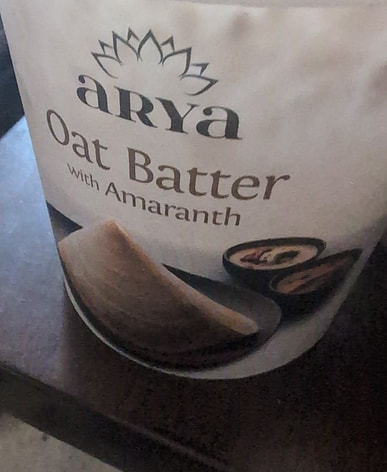 aRYa
Oat Batter
with Amaranth